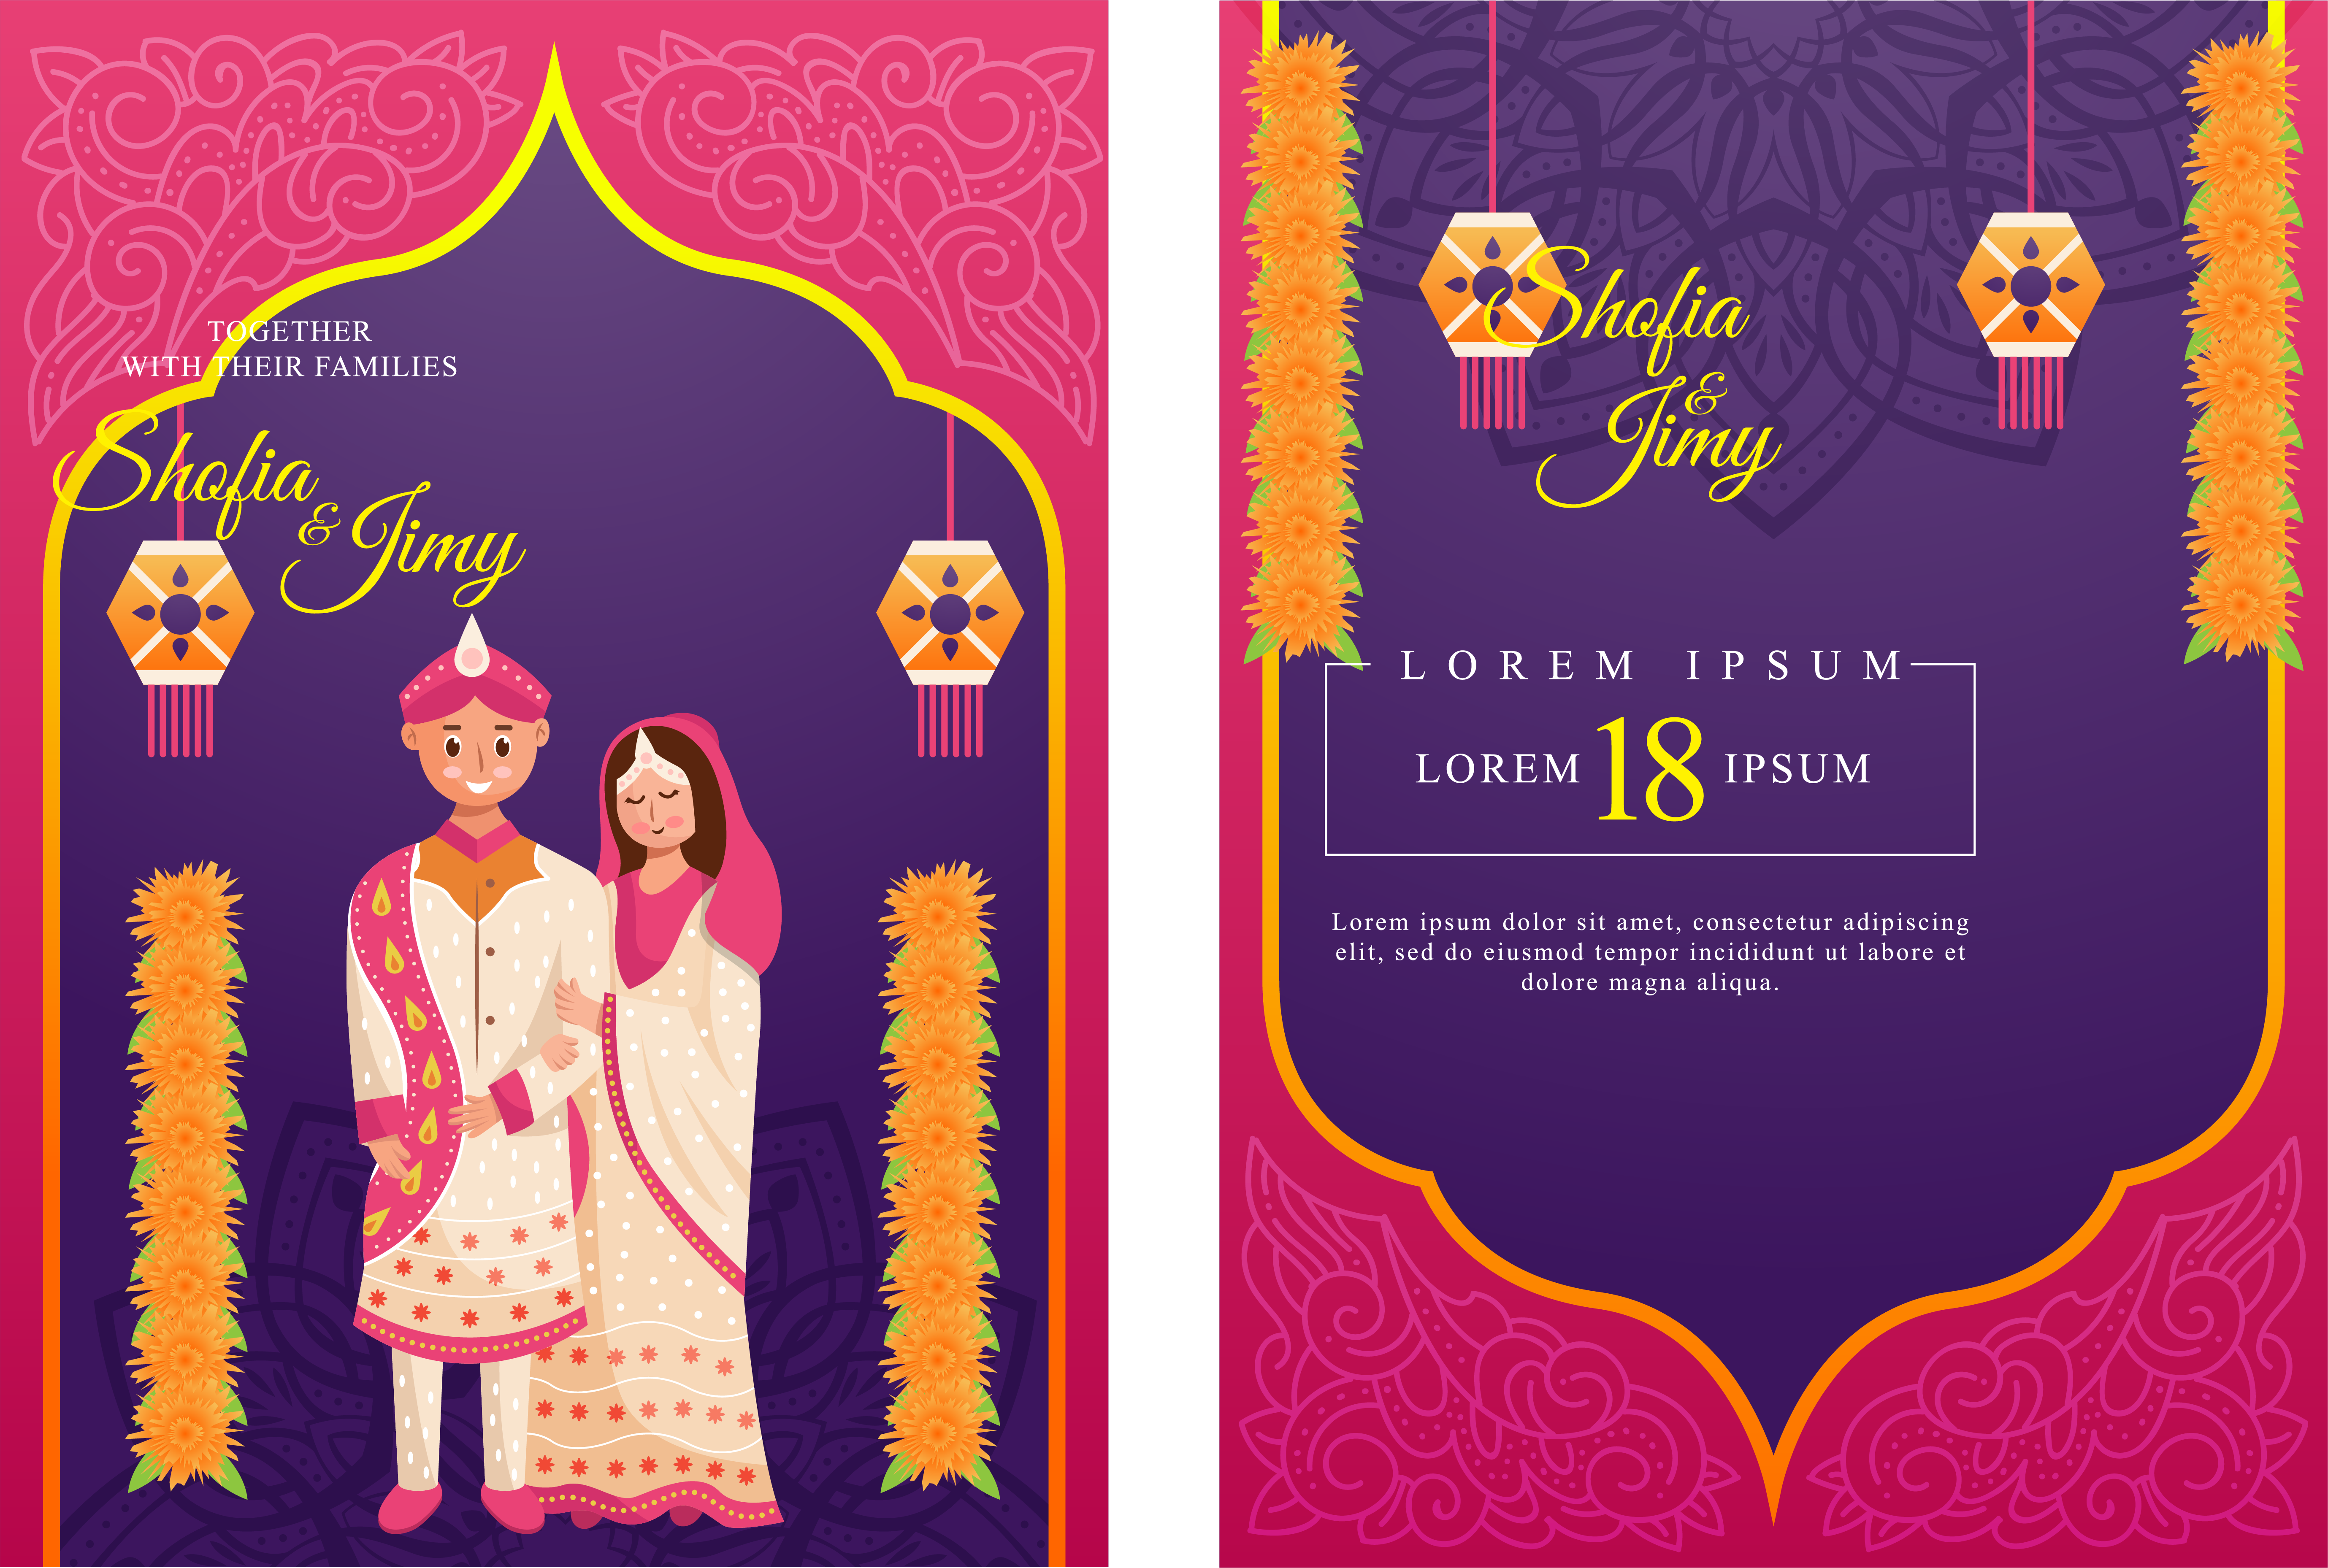 TOGETHER
WITH THEIR FAMILIES
Shofia
& Jimy
Shofia
&
Jimy
LOREM IPSUM
LOREM 18 IPSUM
Lorem ipsum dolor sit amet, consectetur adipiscing
elit, sed do eiusmod tempor incididunt ut labore et
dolore magna aliqua.